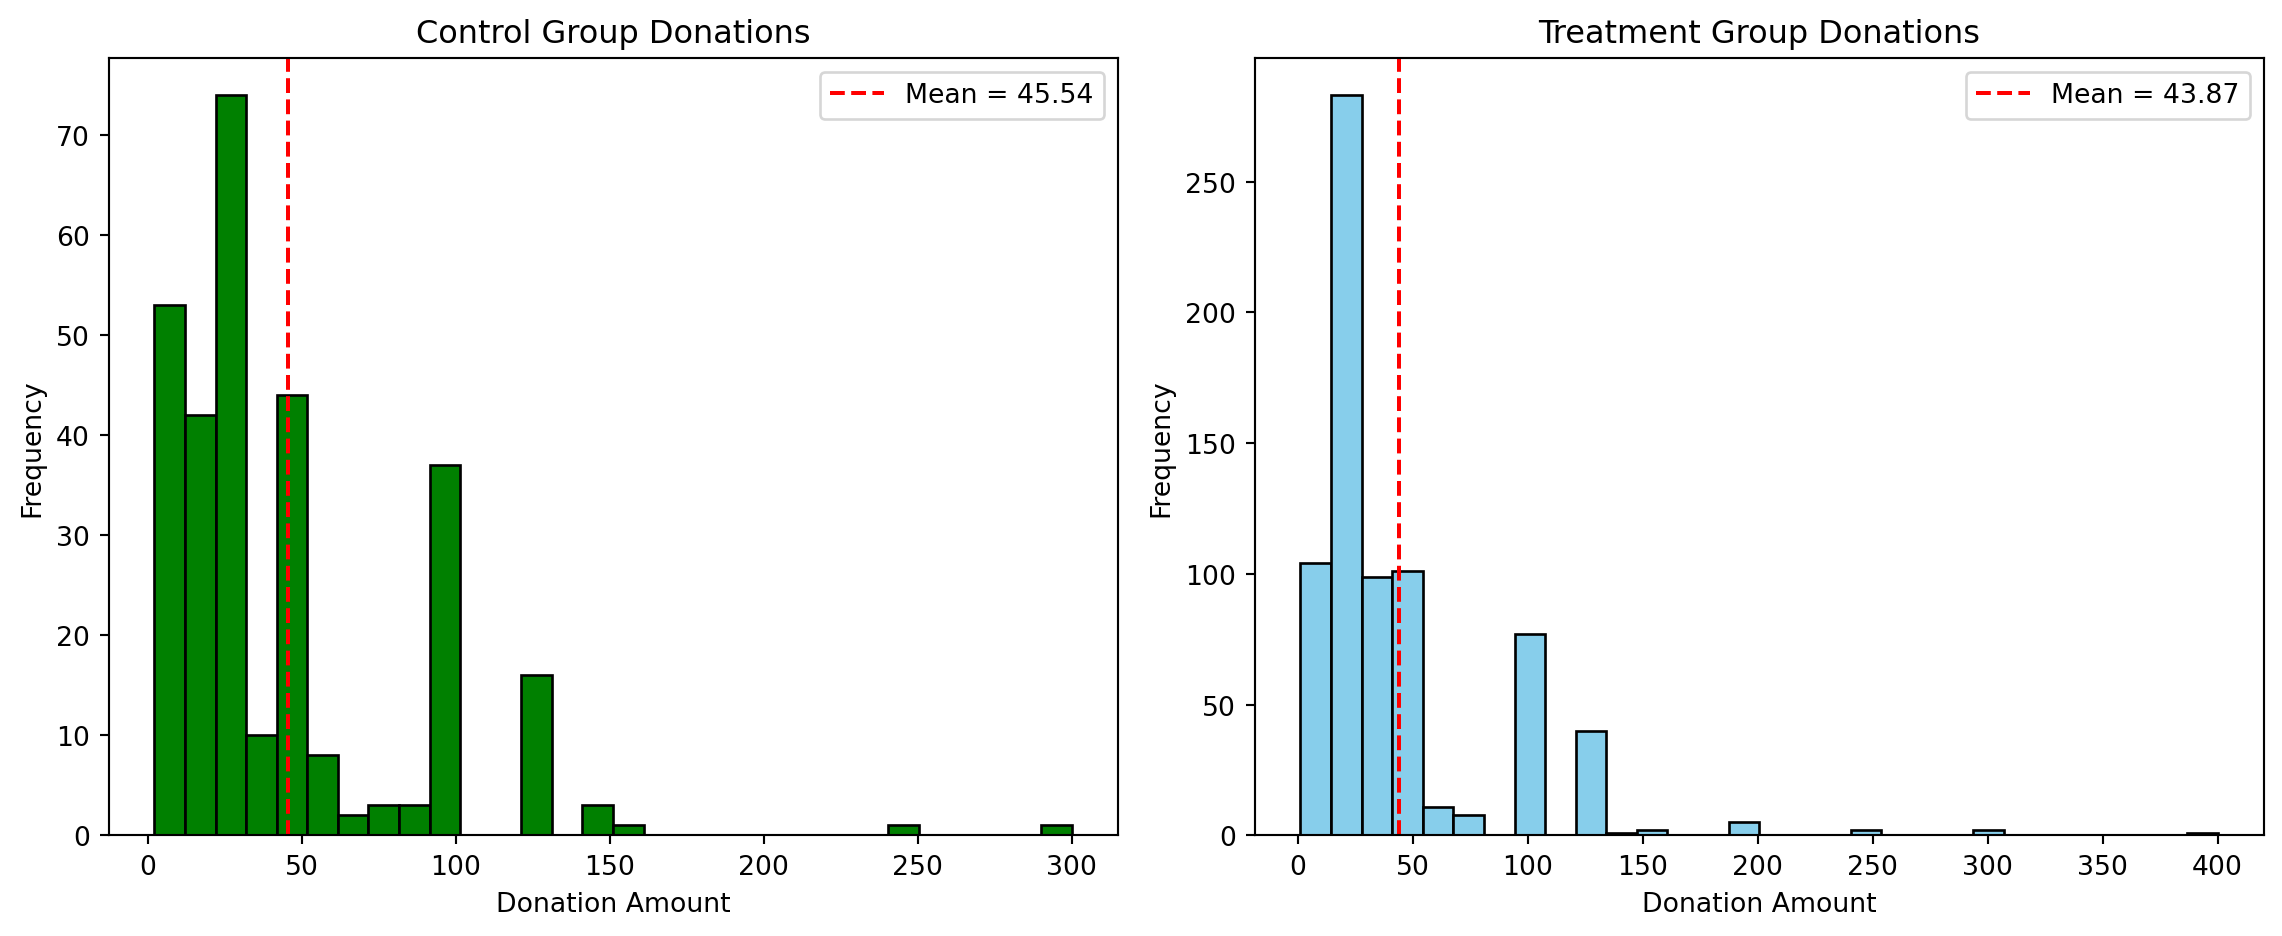 Control Group Donations
Mean = 45.54
Frequency
70
60
50
40
30
20
10
0
0 50 100 150 200 250 300
Donation Amount
Treatment Group Donations
Mean = 43.87
Frequency
250
200
150
100
50
0
0 50 100 150 200 250 300 350 400
Donation Amount